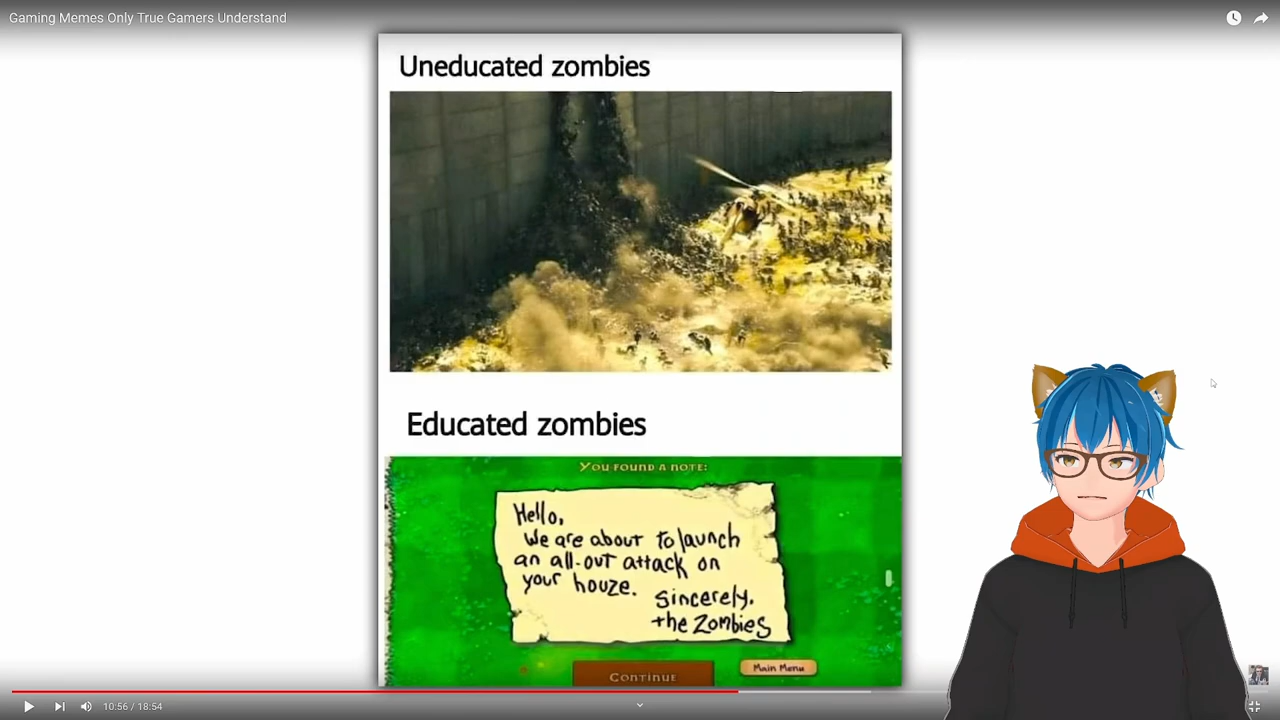 Gaming Memes Only True Gamers Understand
Uneducated zombies
Educated zombies
YOU FOUND A NOTE:
Hello,
We are about to launch
an all-out attack on
your houze.
Sincerely,
the Zombies
Main Menu
CONTINUE
10:56 / 18:54